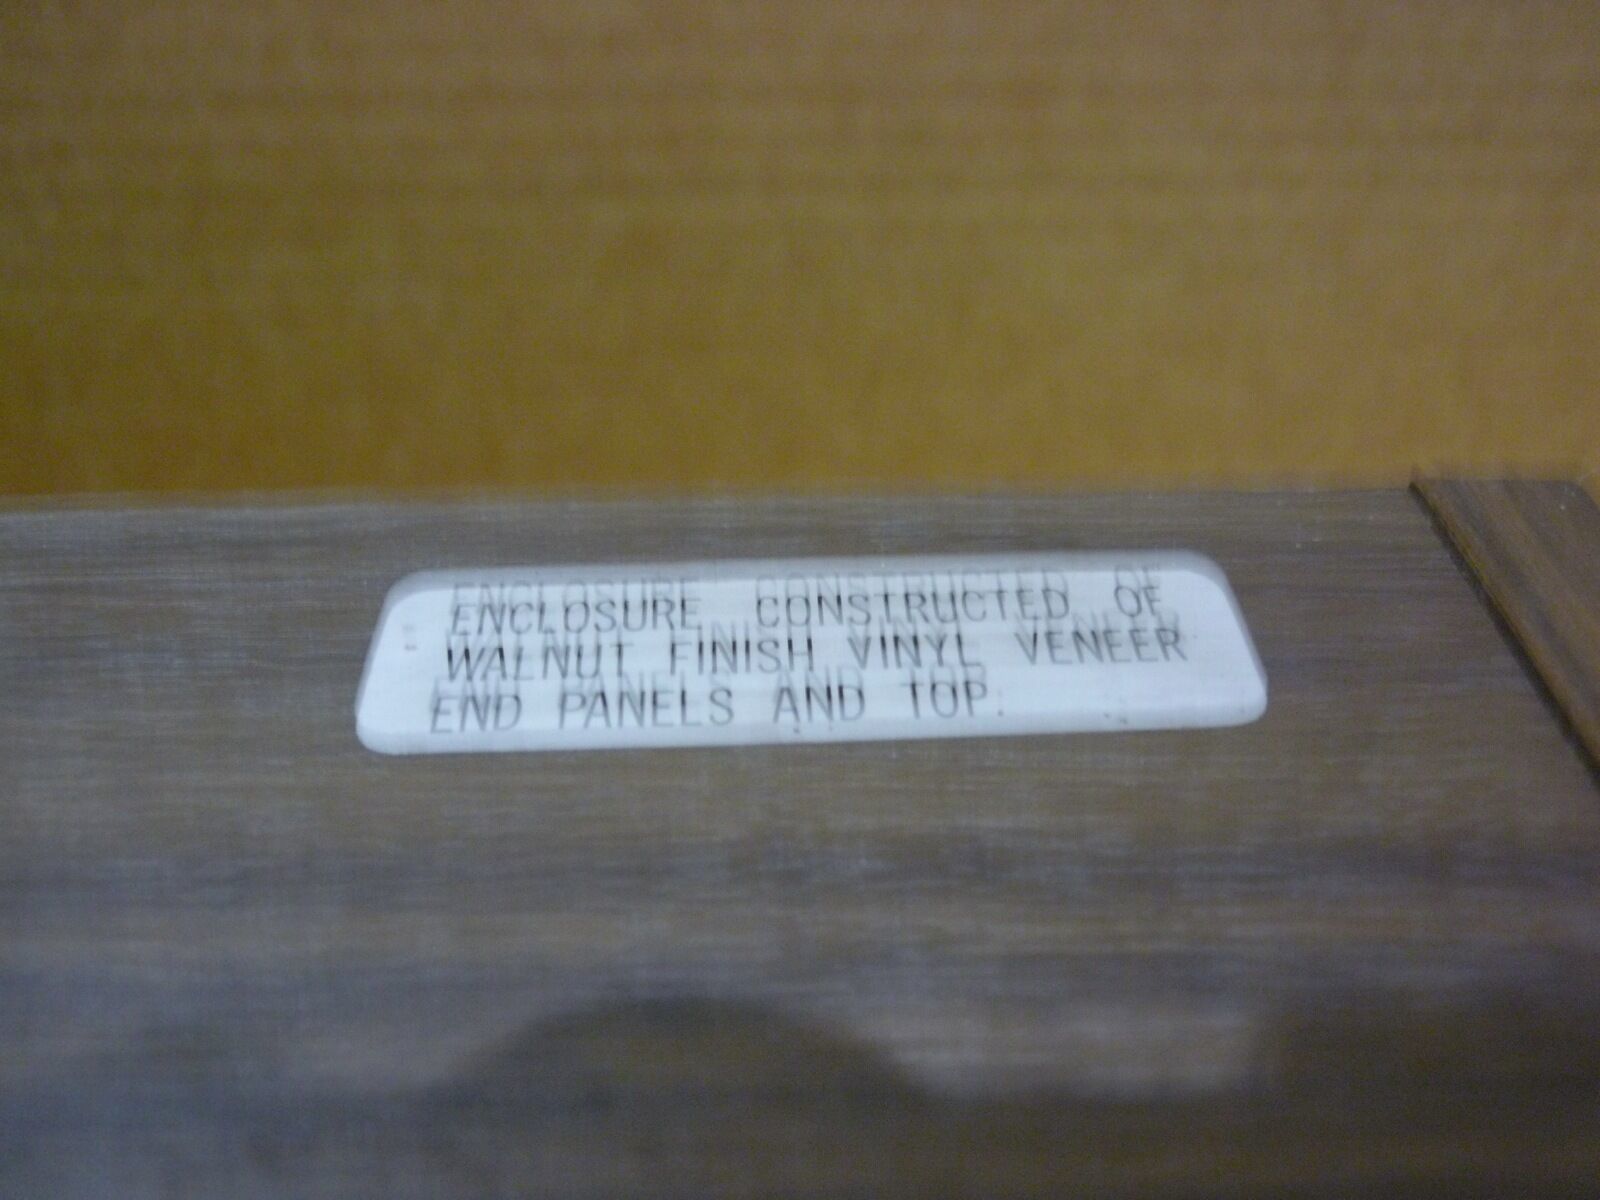 ENCLOSURE CONSTRUCTED OF
WALNUT FINISH VINYL VENEER
END PANELS AND TOP.